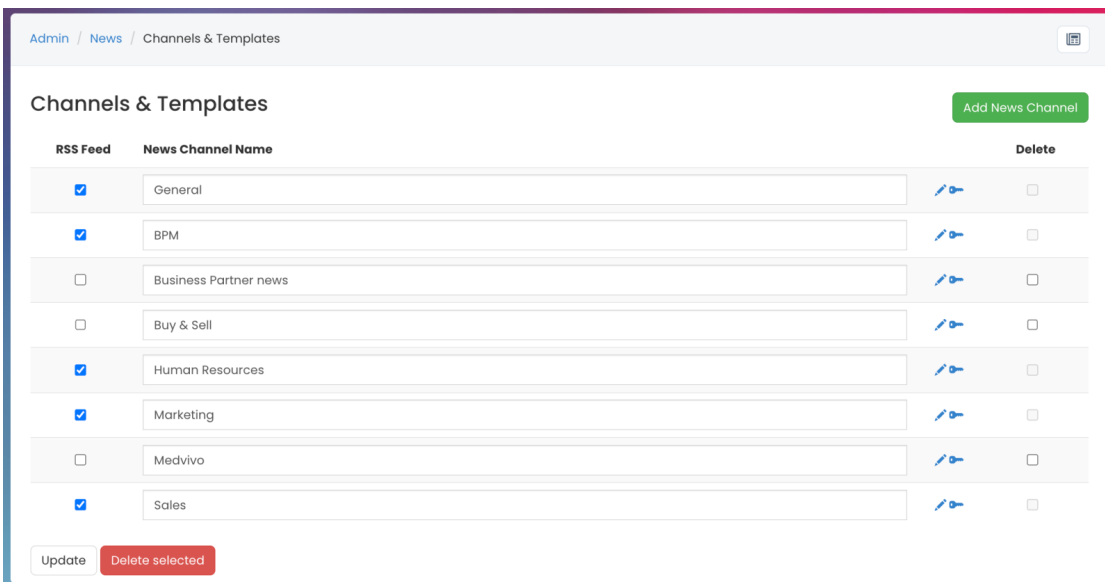 Admin / News / Channels & Templates
Channels & Templates
Add News Channel
RSS Feed News Channel Name Delete
General
BPM
Business Partner news
Buy & Sell
Human Resources
Marketing
Medvivo
Sales
Update Delete selected